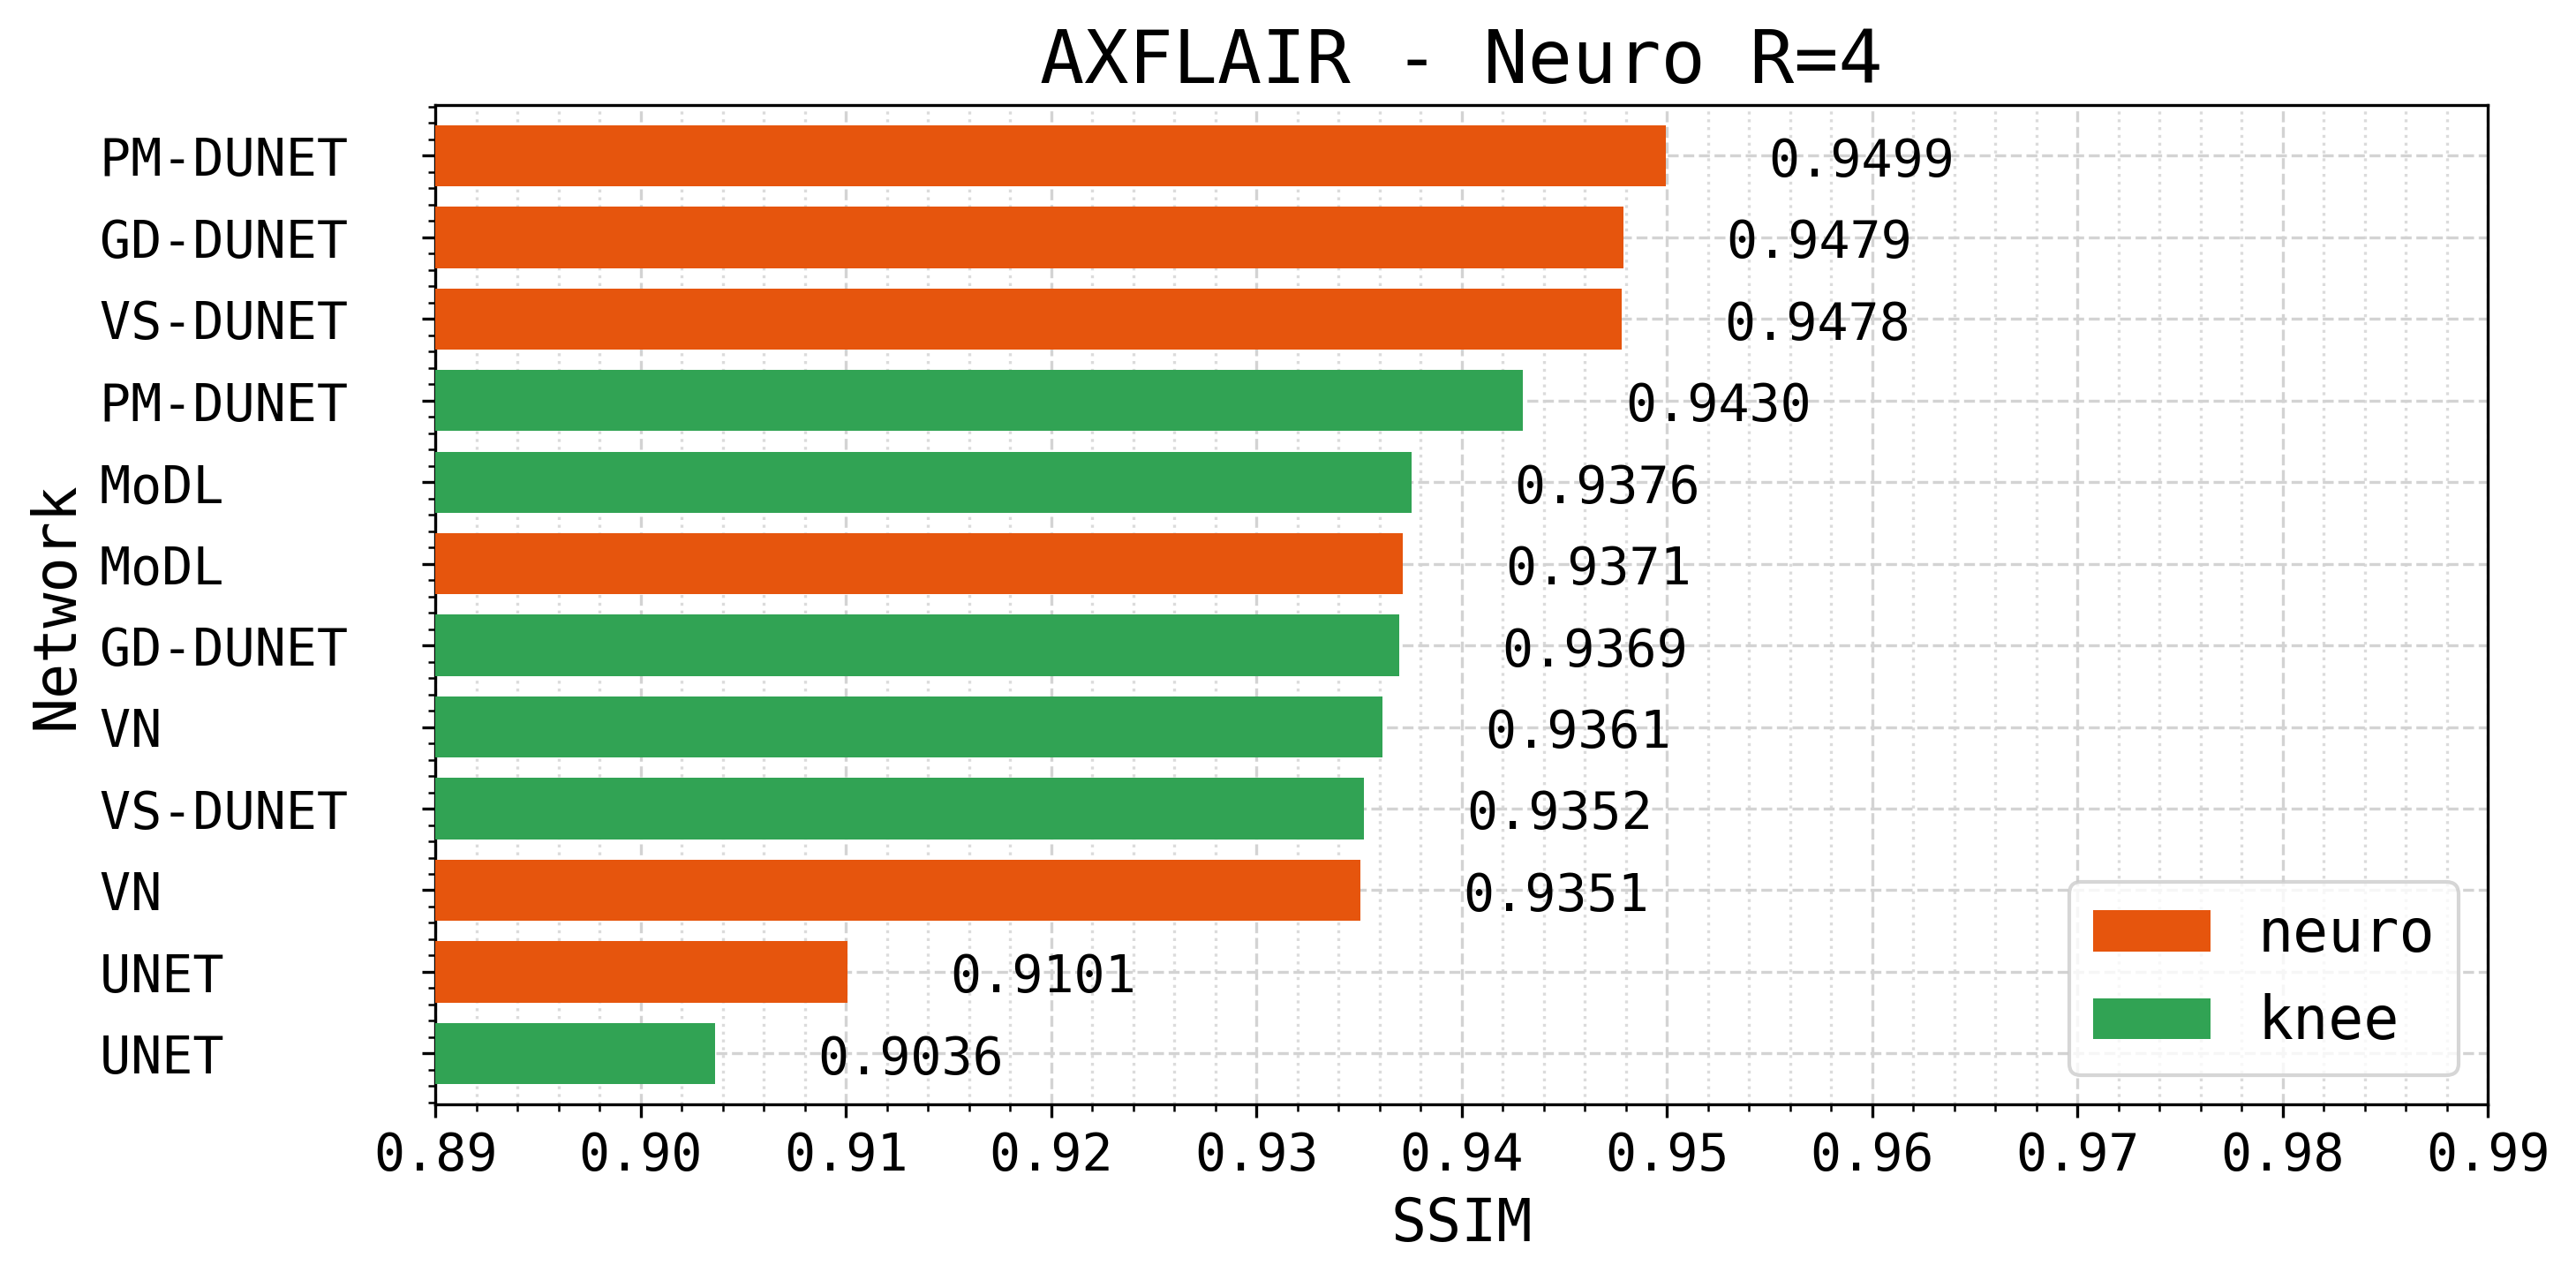 AXFLAIR - Neuro R=4
Network
PM-DUNET 0.9499
GD-DUNET 0.9479
VS-DUNET 0.9478
PM-DUNET 0.9430
MoDL 0.9376
MoDL 0.9371
GD-DUNET 0.9369
VN 0.9361
VS-DUNET 0.9352
VN 0.9351
UNET 0.9101
UNET 0.9036
neuro
knee
0.89 0.90 0.91 0.92 0.93 0.94 0.95 0.96 0.97 0.98 0.99
SSIM